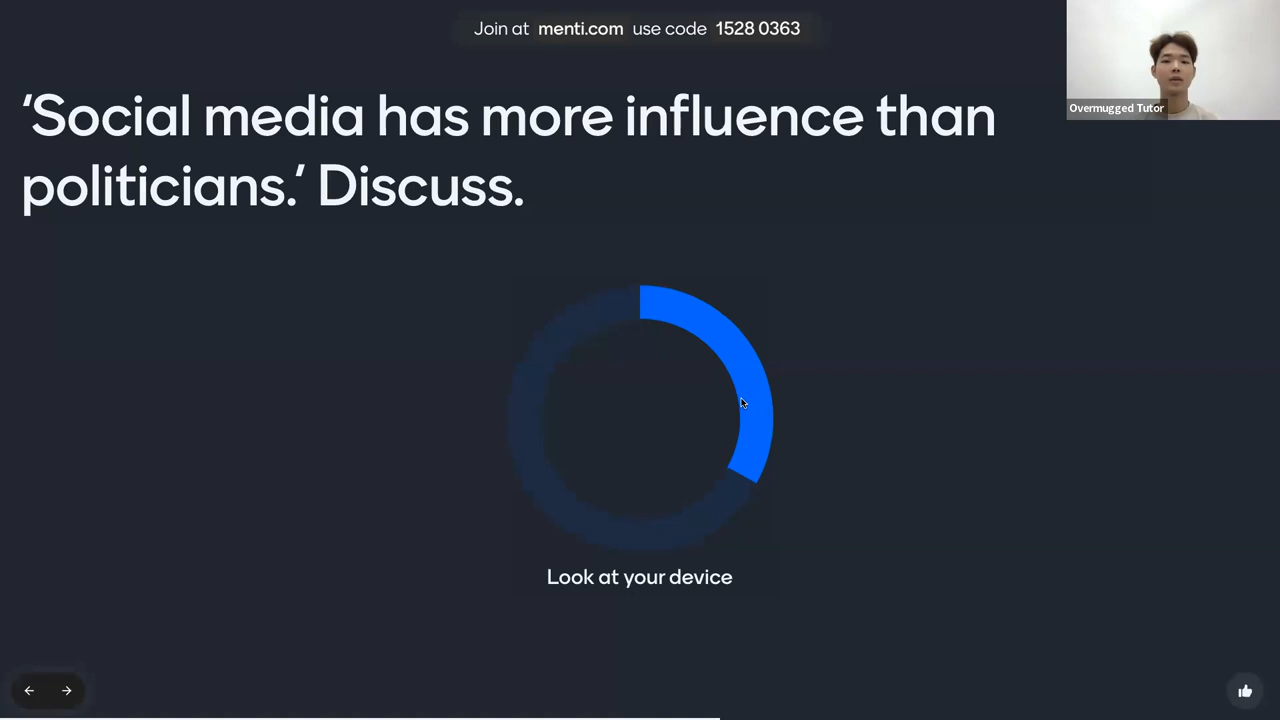 Join at menti.com use code 1528 0363
‘Social media has more influence than
politicians.’ Discuss.
Overmugged Tutor
Look at your device